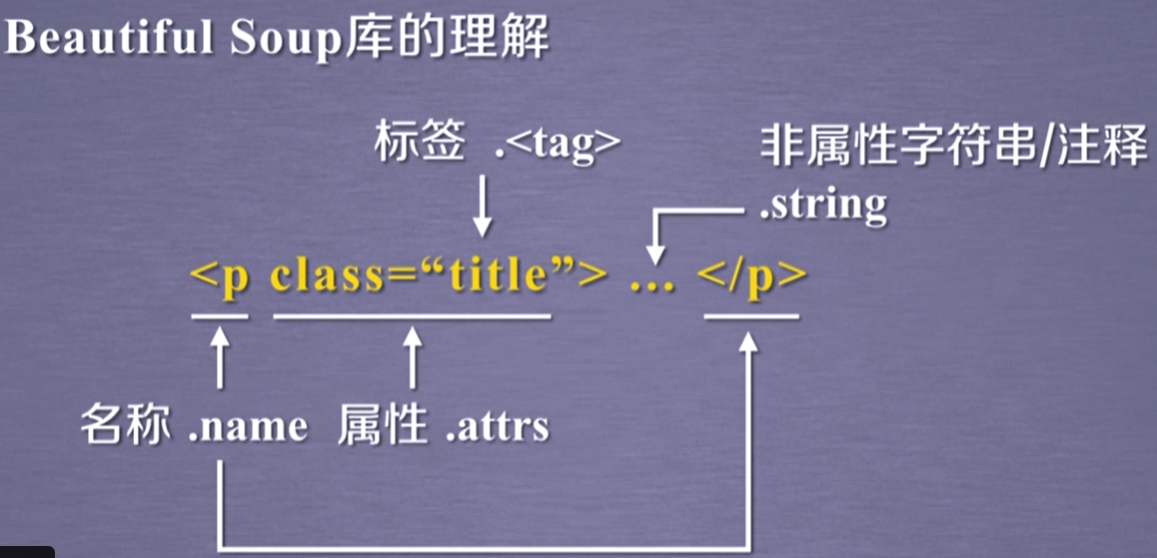 Beautiful Soup库的理解
标签 .<tag>
非属性字符串/注释
.string
<p class=“title”> … </p>
名称 .name 属性 .attrs